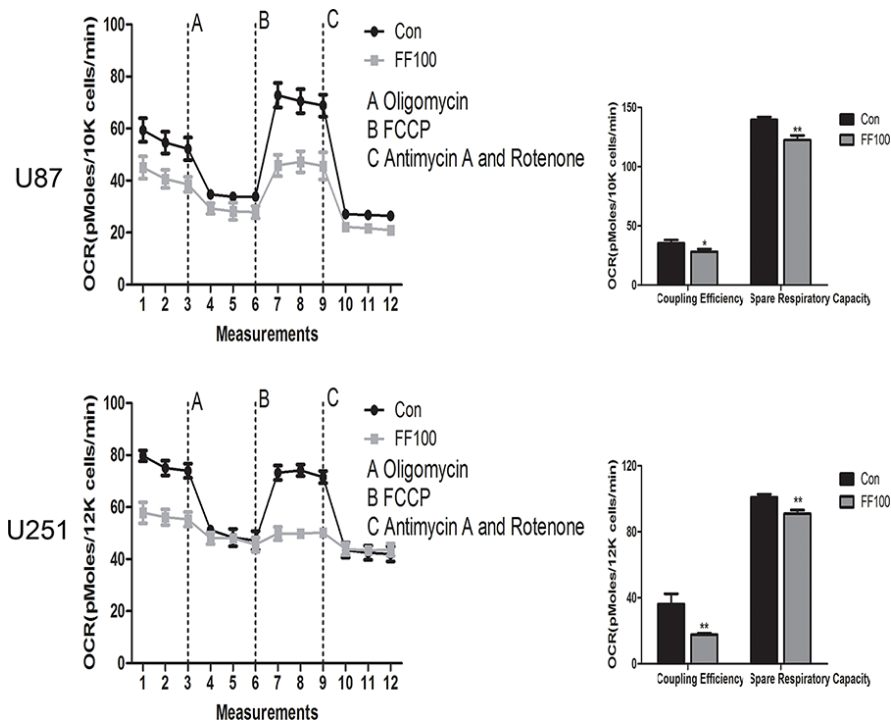 U87
OCR(pMoles/10K cells/min)
100
80
60
40
20
0
A
B
C
Con
FF100
A Oligomycin
B FCCP
C Antimycin A and Rotenone
1 2 3 4 5 6 7 8 9 10 11 12
Measurements
OCR(pMoles/10K cells/min)
150
100
50
0
Con
FF100
*
**
Coupling Efficiency
Spare Respiratory Capacity
U251
OCR(pMoles/12K cells/min)
100
80
60
40
20
0
A
B
C
Con
FF100
A Oligomycin
B FCCP
C Antimycin A and Rotenone
1 2 3 4 5 6 7 8 9 10 11 12
Measurements
OCR(pMoles/12K cells/min)
120
80
40
0
Con
FF100
**
**
Coupling Efficiency
Spare Respiratory Capacity